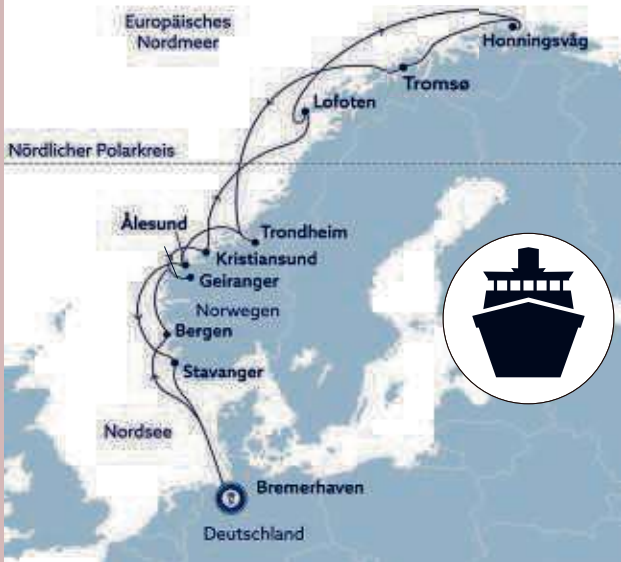 Europäisches
Nordmeer
Honningsvåg
Tromsø
Lofoten
Nördlicher Polarkreis
Ålesund
Trondheim
Kristiansund
Geiranger
Norwegen
Bergen
Stavanger
Nordsee
Bremerhaven
Deutschland